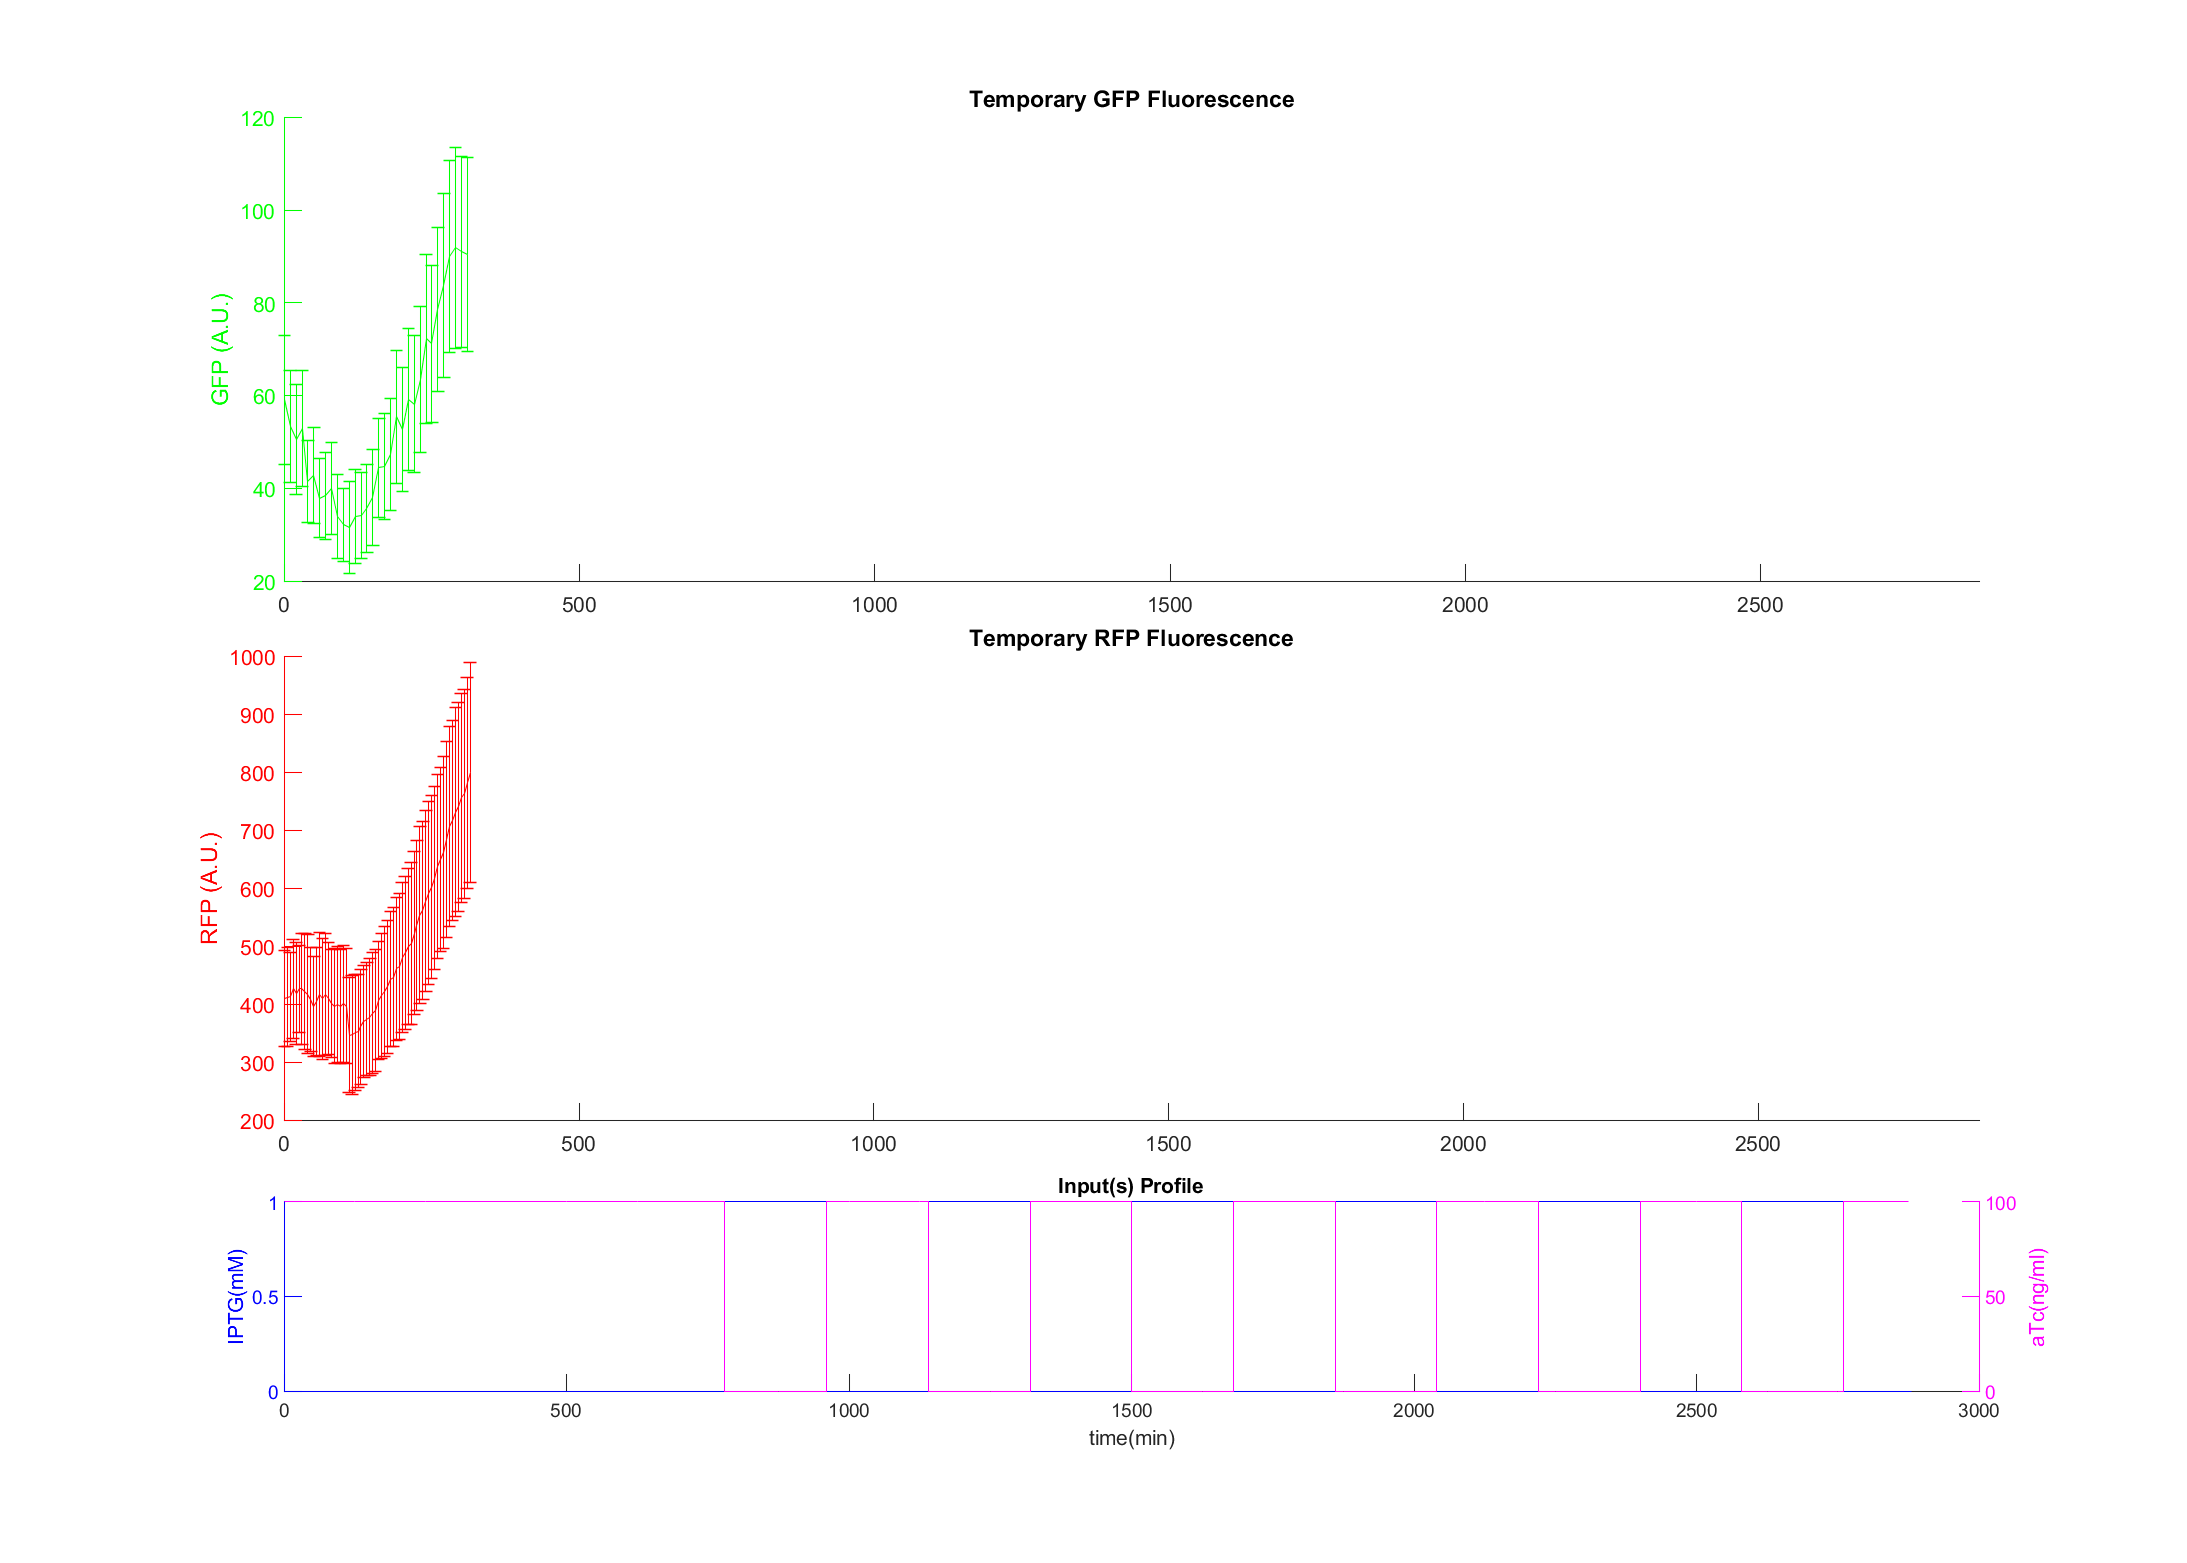 Temporary GFP Fluorescence
120
100
80
60
40
20
GFP (A.U.)
0 500 1000 1500 2000 2500
Temporary RFP Fluorescence
1000
900
800
700
600
500
400
300
200
RFP (A.U.)
0 500 1000 1500 2000 2500
Input(s) Profile
1
0.5
0
IPTG(mM)
100
50
0
aTc(ng/ml)
0 500 1000 1500 2000 2500 3000
time(min)